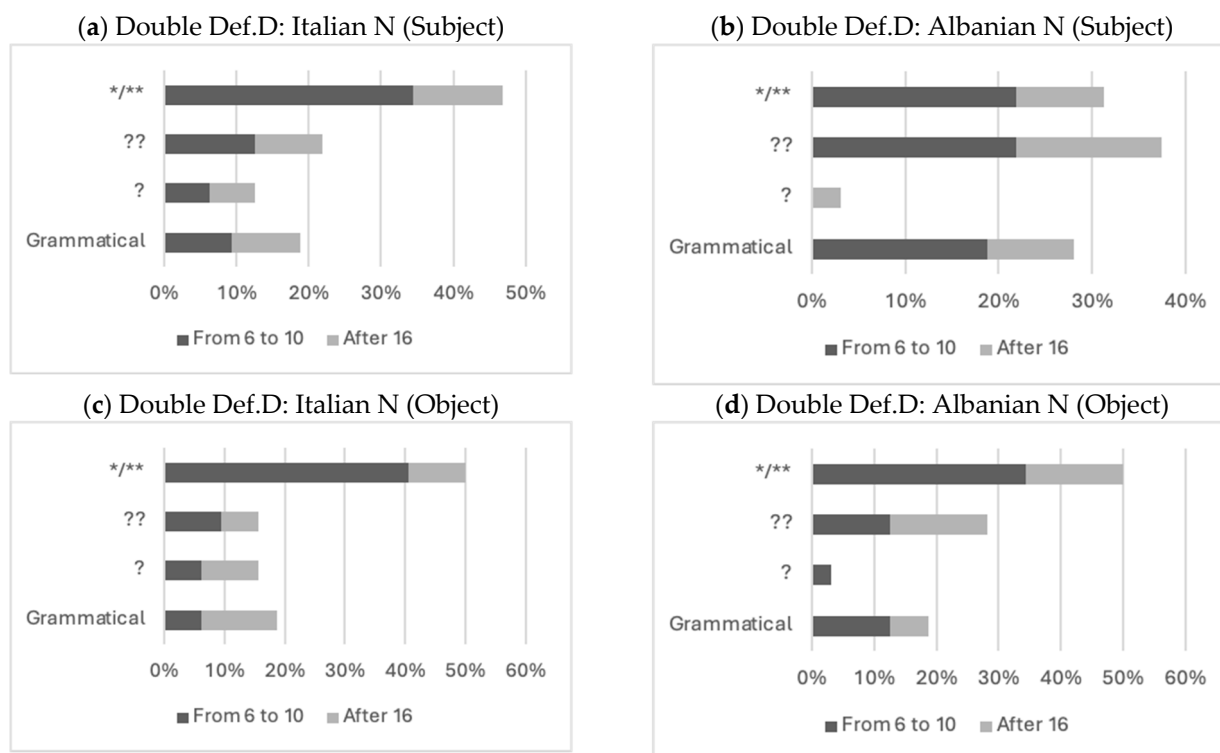 (a) Double Def.D: Italian N (Subject)
*/**
??
?
Grammatical
0% 10% 20% 30% 40% 50%
From 6 to 10 After 16
(b) Double Def.D: Albanian N (Subject)
*/**
??
?
Grammatical
0% 10% 20% 30% 40%
From 6 to 10 After 16
(c) Double Def.D: Italian N (Object)
*/**
??
?
Grammatical
0% 10% 20% 30% 40% 50% 60%
From 6 to 10 After 16
(d) Double Def.D: Albanian N (Object)
*/**
??
?
Grammatical
0% 10% 20% 30% 40% 50% 60%
From 6 to 10 After 16